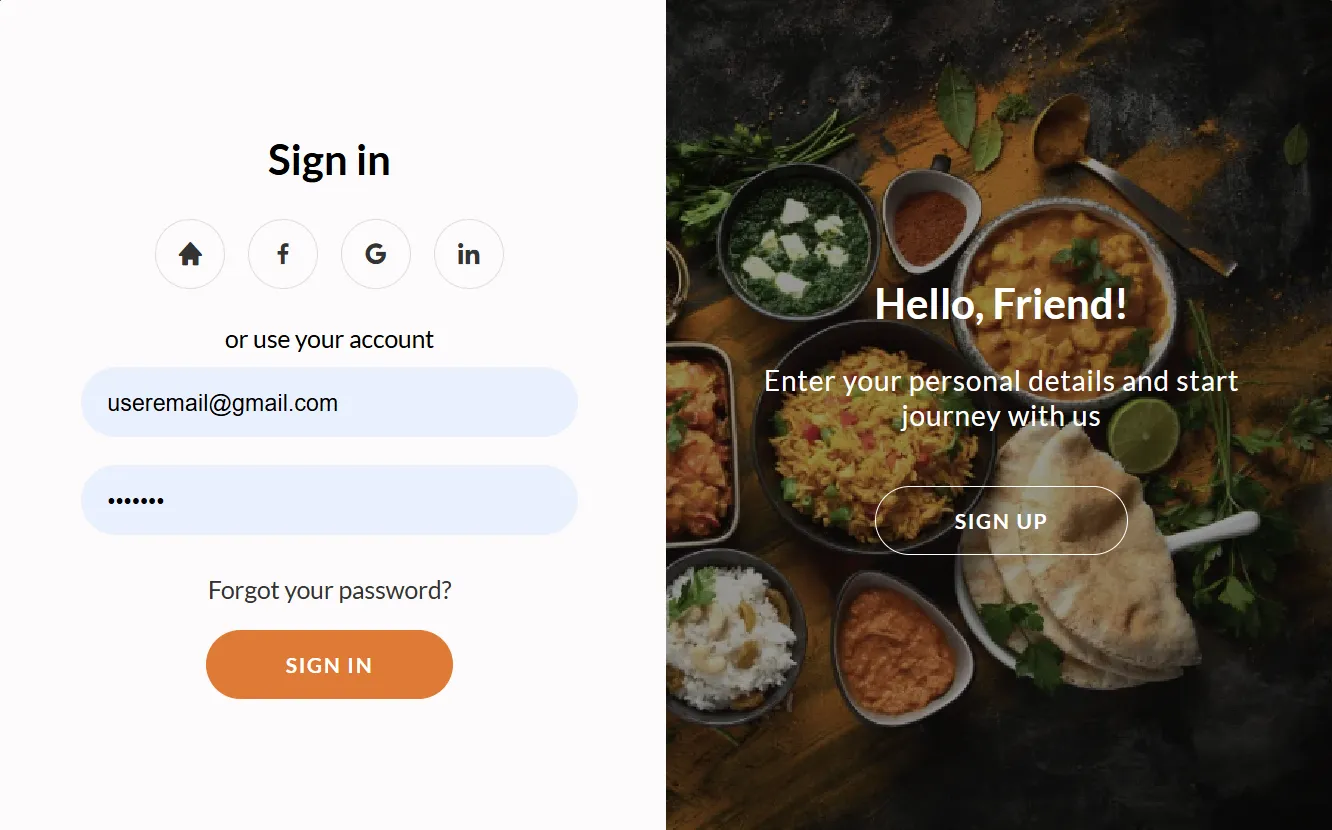 Sign in
f G in
or use your account
useremail@gmail.com
•••••••
Forgot your password?
SIGN IN
Hello, Friend!
Enter your personal details and start
journey with us
SIGN UP